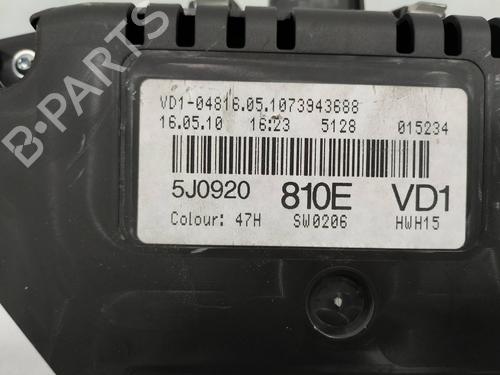 VD1-04816.05.1073943688
16.05.10 16:23 5128 015234
5J0920 810E VD1
Colour: 47H SW0206 HWH15
B-PARTS